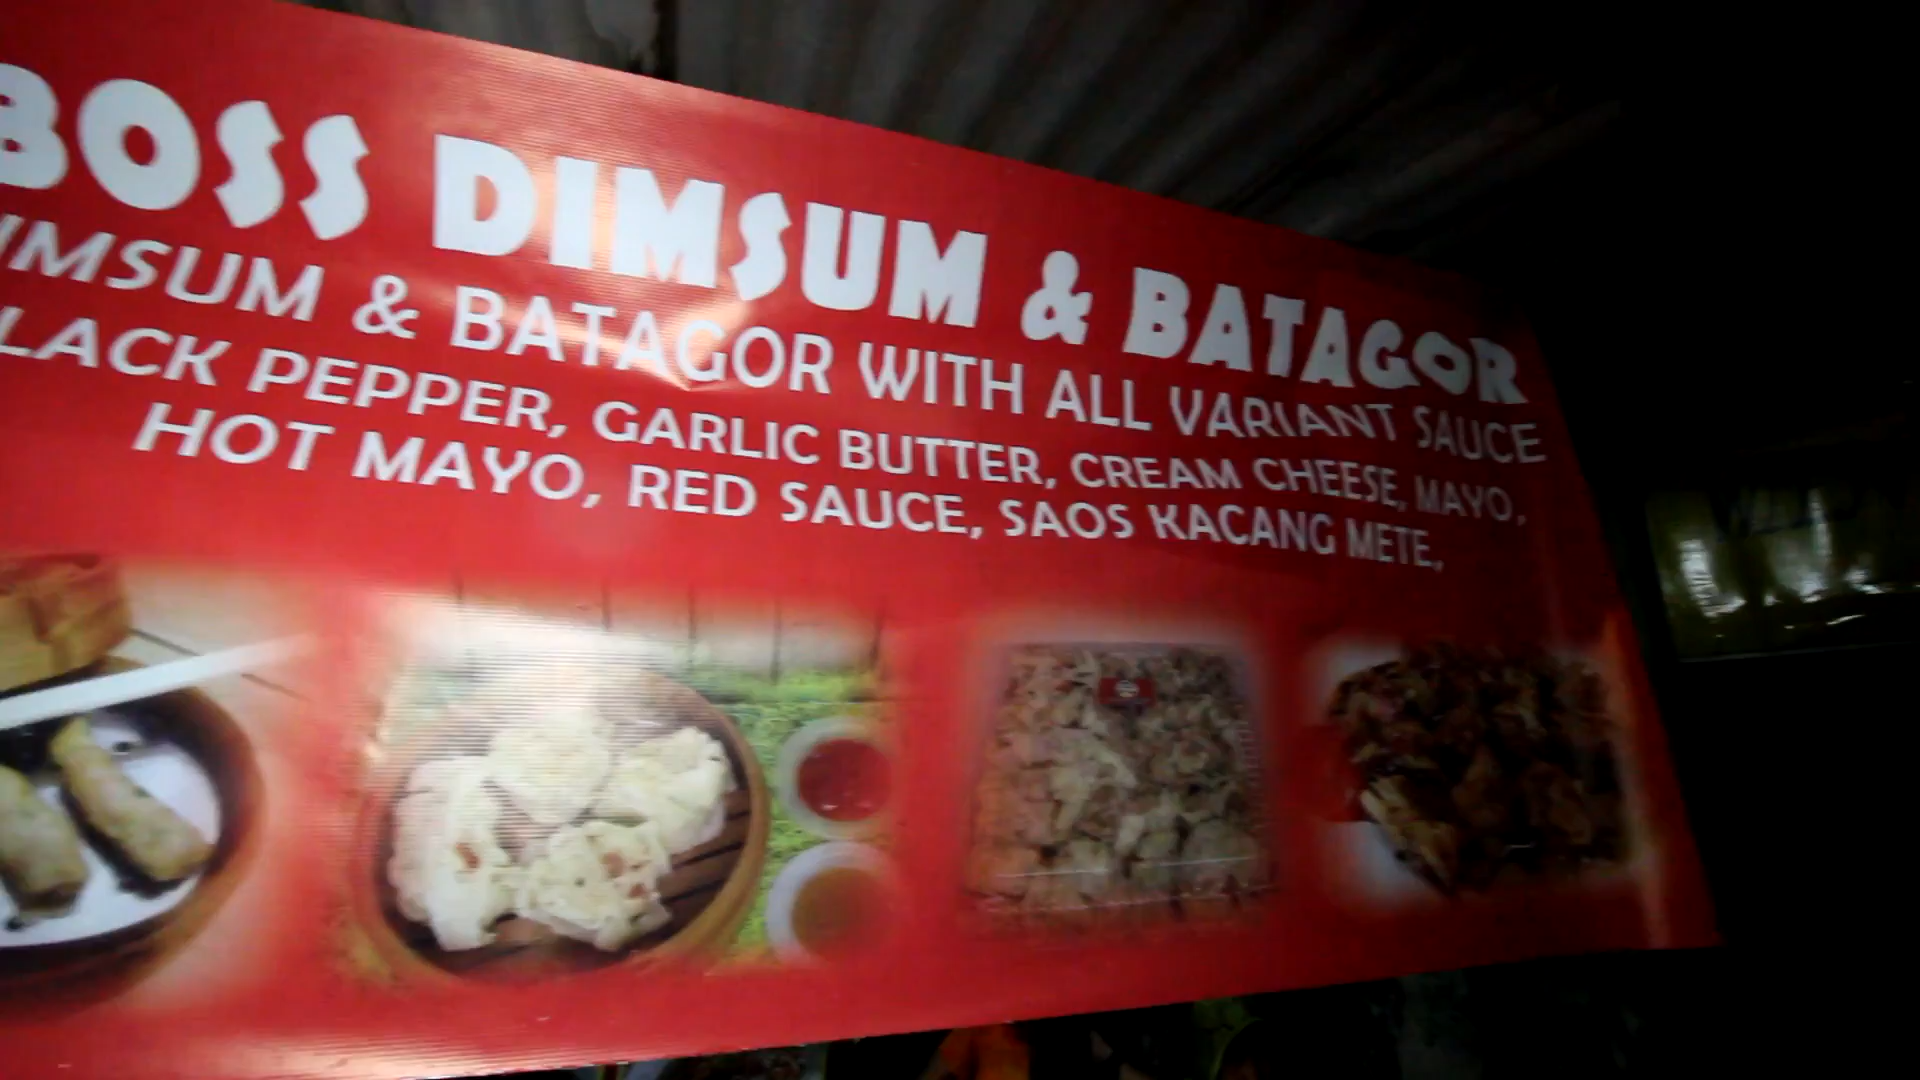 BOSS DIMSUM & BATAGOR
IMSUM & BATAGOR WITH ALL VARIANT SAUCE
LACK PEPPER, GARLIC BUTTER, CREAM CHEESE, MAYO,
HOT MAYO, RED SAUCE, SAOS KACANG METE,